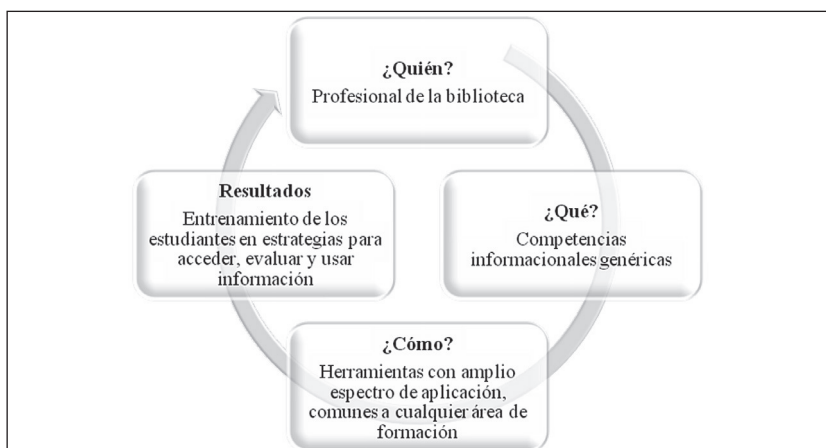 ¿Quién?
Profesional de la biblioteca
¿Qué?
Competencias
informacionales genéricas
¿Cómo?
Herramientas con amplio
espectro de aplicación,
comunes a cualquier área de
formación
Resultados
Entrenamiento de los
estudiantes en estrategias para
acceder, evaluar y usar
información